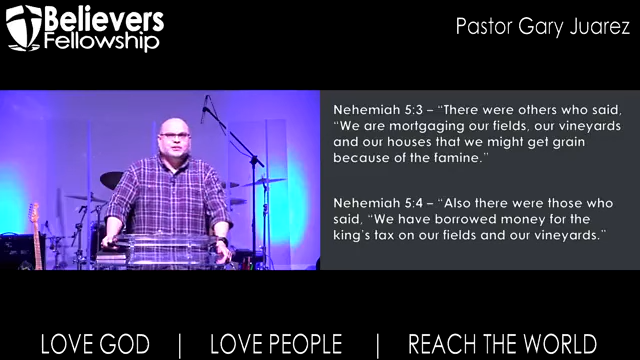 Believers
Fellowship
Pastor Gary Juarez
Nehemiah 5:3 – “There were others who said,
“We are mortgaging our fields, our vineyards
and our houses that we might get grain
because of the famine.”
Nehemiah 5:4 – “Also there were those who
said, “We have borrowed money for the
king’s tax on our fields and our vineyards.”
LOVE GOD | LOVE PEOPLE | REACH THE WORLD